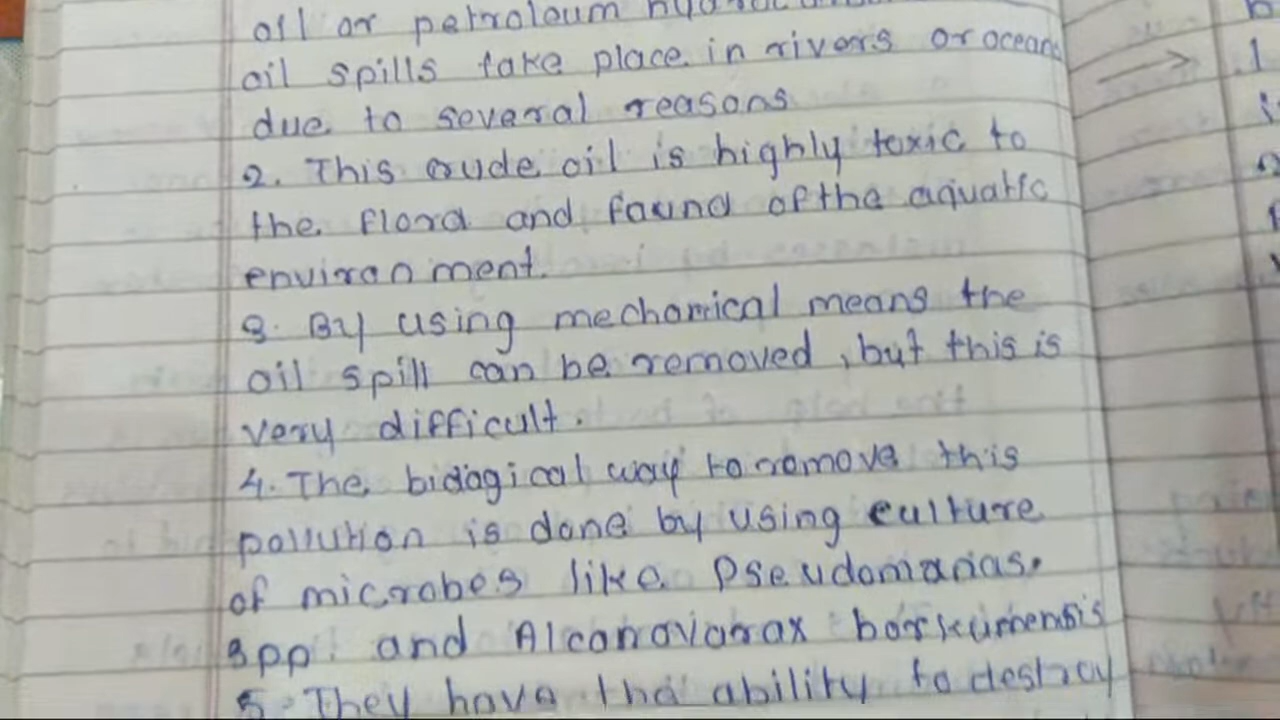 oil or petroleum
oil spills take place in rivers or oceans
due to several reasons
2. This crude oil is highly toxic to
the flora and faund of the aquatic
environment.
3. By using mechanical means the
oil spill can be removed, but this is
very difficult.
4. The biological way to remove this
pollution is done by using culture
of microbes like Pseudomonas.
spp. and Alcanovorax borkumensis
5. They have the ability to destroy